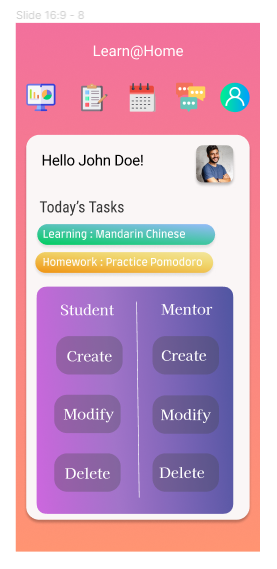 Slide 16:9 - 8
Learn@Home
Hello John Doe!
Today's Tasks
Learning : Mandarin Chinese
Homework : Practice Pomodoro
Student Mentor
Create Create
Modify Modify
Delete Delete